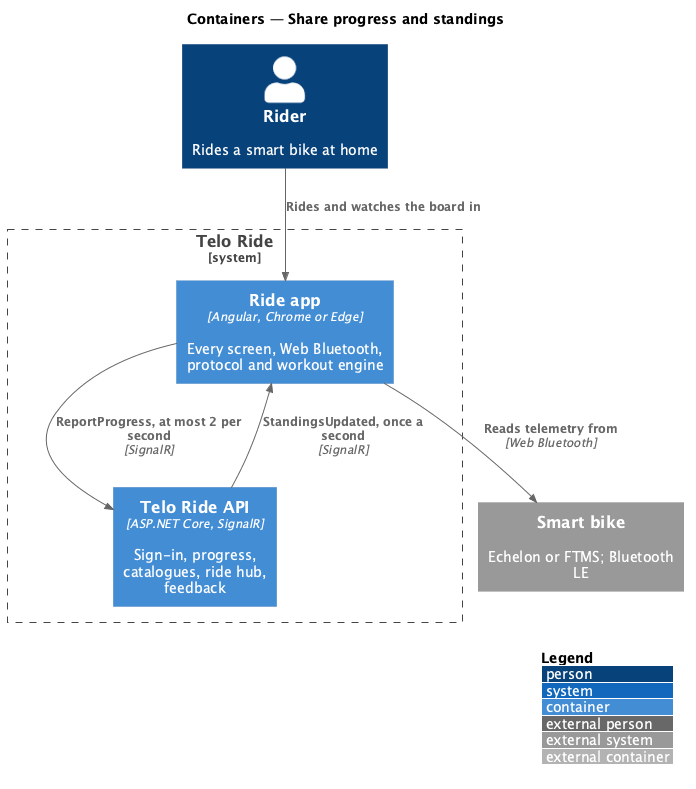 Containers — Share progress and standings
Rider
Rides a smart bike at home
Rides and watches the board in
Telo Ride
[system]
Ride app
[Angular, Chrome or Edge]
Every screen, Web Bluetooth,
protocol and workout engine
ReportProgress, at most 2 per
second
[SignalR]
StandingsUpdated, once a
second
[SignalR]
Reads telemetry from
[Web Bluetooth]
Telo Ride API
[ASP.NET Core, SignalR]
Sign-in, progress,
catalogues, ride hub,
feedback
Smart bike
Echelon or FTMS; Bluetooth
LE
Legend
person
system
container
external person
external system
external container